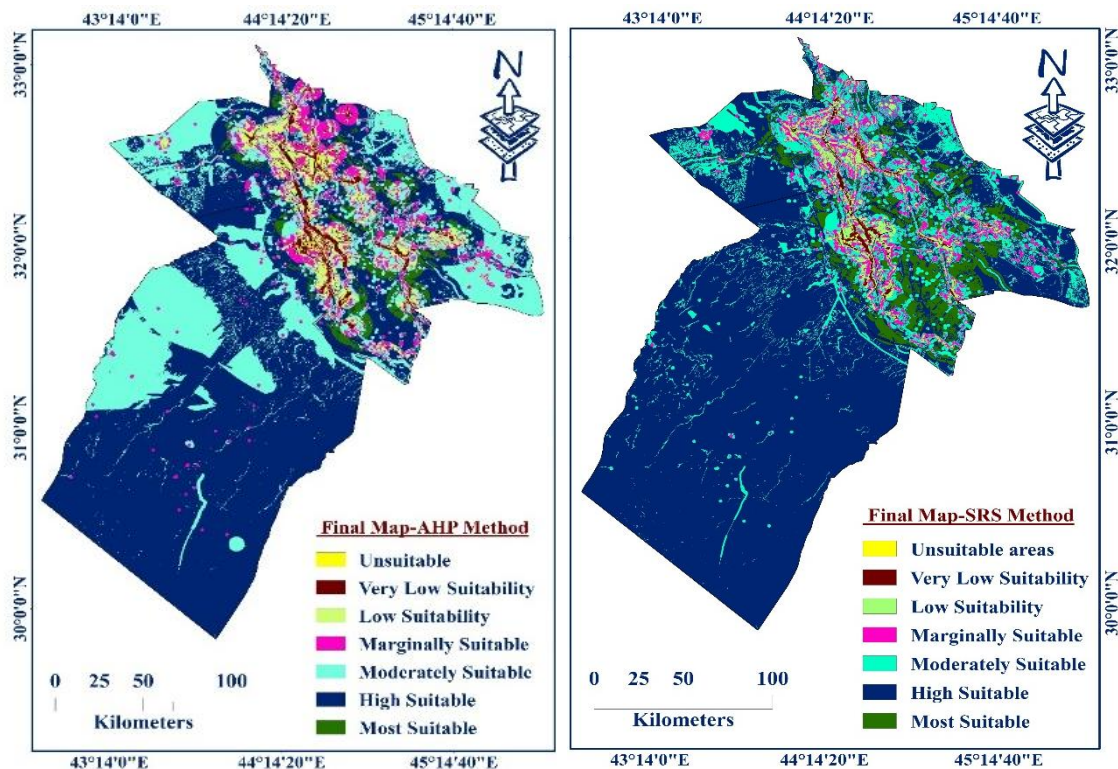 43°14'0"E 44°14'20"E 45°14'40"E
33°0'0"N
32°0'0"N
31°0'0"N
30°0'0"N
N
Final Map-AHP Method
Unsuitable
Very Low Suitability
Low Suitability
Marginally Suitable
Moderately Suitable
High Suitable
Most Suitable
0 25 50 100
Kilometers
43°14'0"E 44°14'20"E 45°14'40"E
43°14'0"E 44°14'20"E 45°14'40"E
33°0'0"N
32°0'0"N
31°0'0"N
30°0'0"N
N
Final Map-SRS Method
Unsuitable areas
Very Low Suitability
Low Suitability
Marginally Suitable
Moderately Suitable
High Suitable
Most Suitable
0 25 50 100
Kilometers
43°14'0"E 44°14'20"E 45°14'40"E